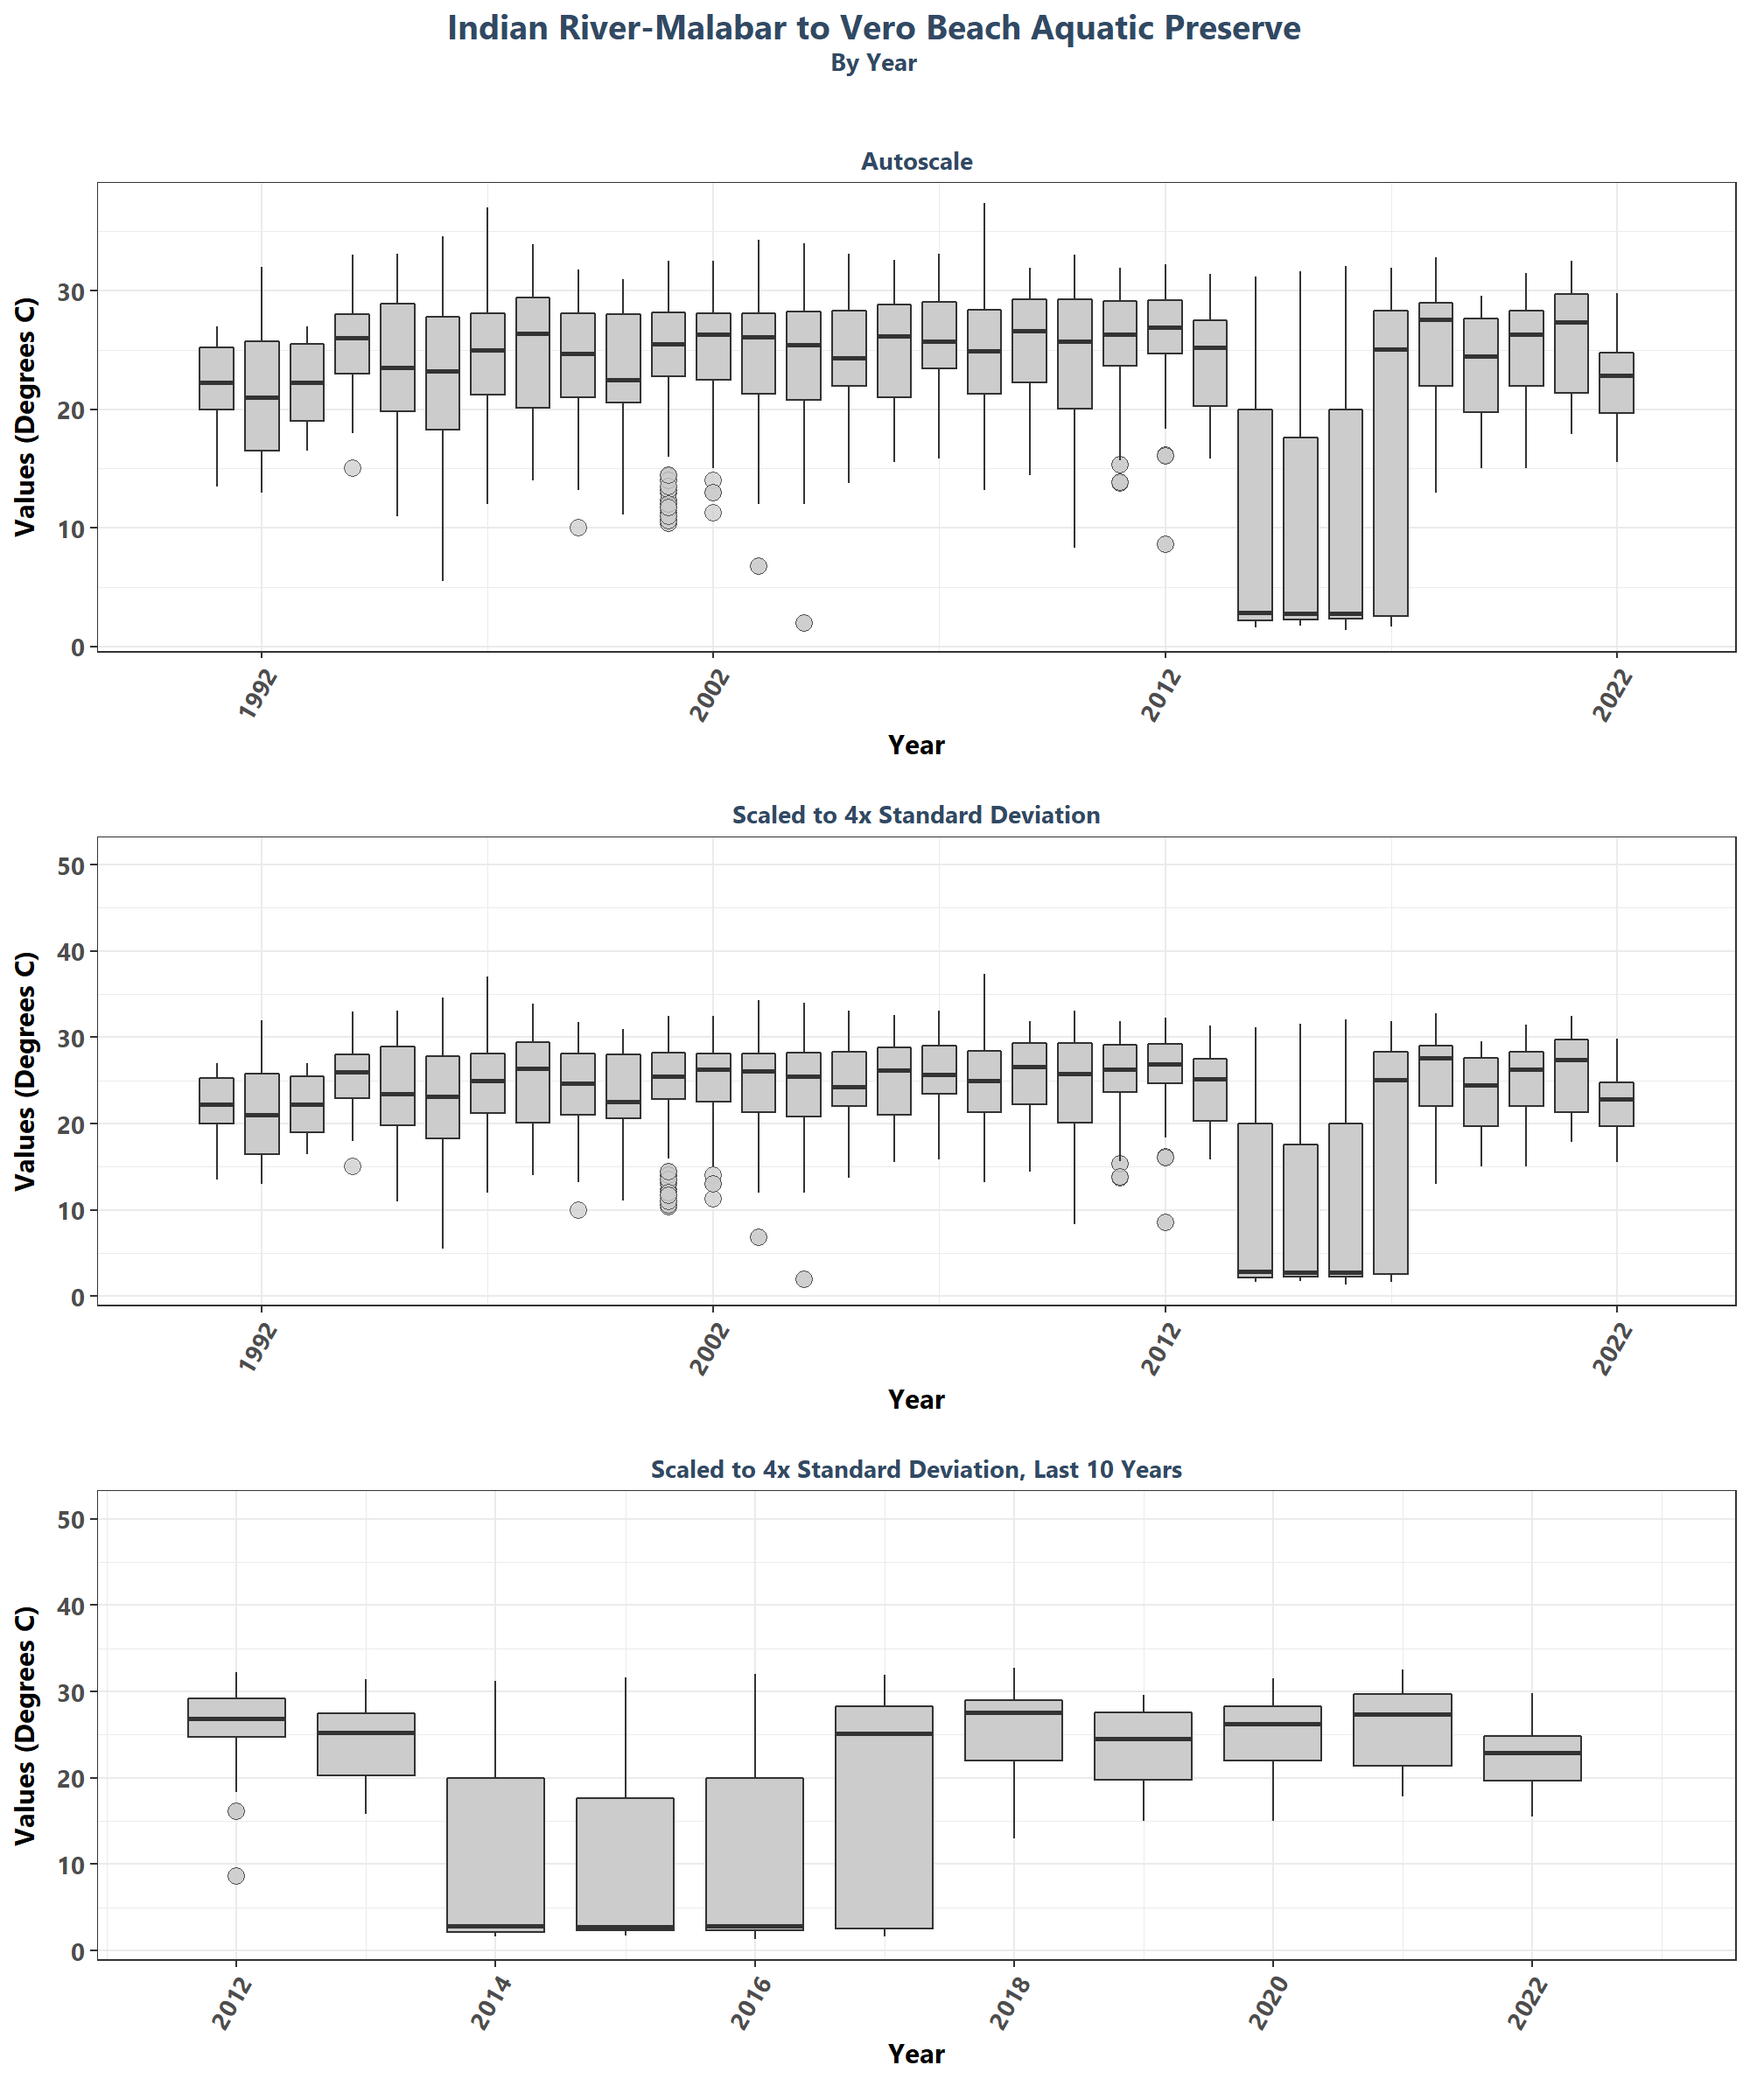 Indian River-Malabar to Vero Beach Aquatic Preserve
By Year
Autoscale
Values (Degrees C)
30
20
10
0
1992
2002
2012
2022
Year
Scaled to 4x Standard Deviation
Values (Degrees C)
50
40
30
20
10
0
1992
2002
2012
2022
Year
Scaled to 4x Standard Deviation, Last 10 Years
Values (Degrees C)
50
40
30
20
10
0
2012
2014
2016
2018
2020
2022
Year